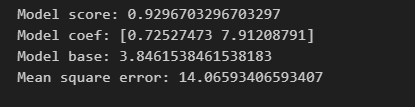 Model score: 0.9296703296703297
Model coef: [0.72527473 7.91208791]
Model base: 3.8461538461538183
Mean square error: 14.06593406593407